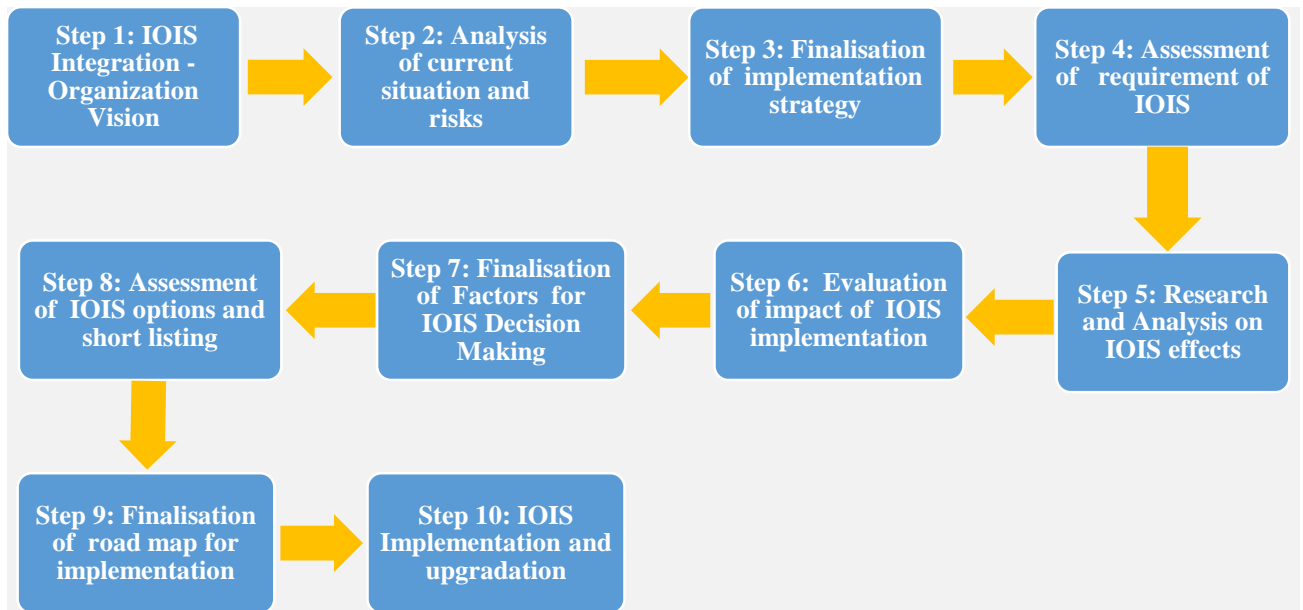 Step 1: IOIS
Integration -
Organization
Vision
Step 2: Analysis
of current
situation and
risks
Step 3: Finalisation
of implementation
strategy
Step 4: Assessment
of requirement of
IOIS
Step 5: Research
and Analysis on
IOIS effects
Step 6: Evaluation
of impact of IOIS
implementation
Step 7: Finalisation
of Factors for
IOIS Decision
Making
Step 8: Assessment
of IOIS options and
short listing
Step 9: Finalisation
of road map for
implementation
Step 10: IOIS
Implementation and
upgradation